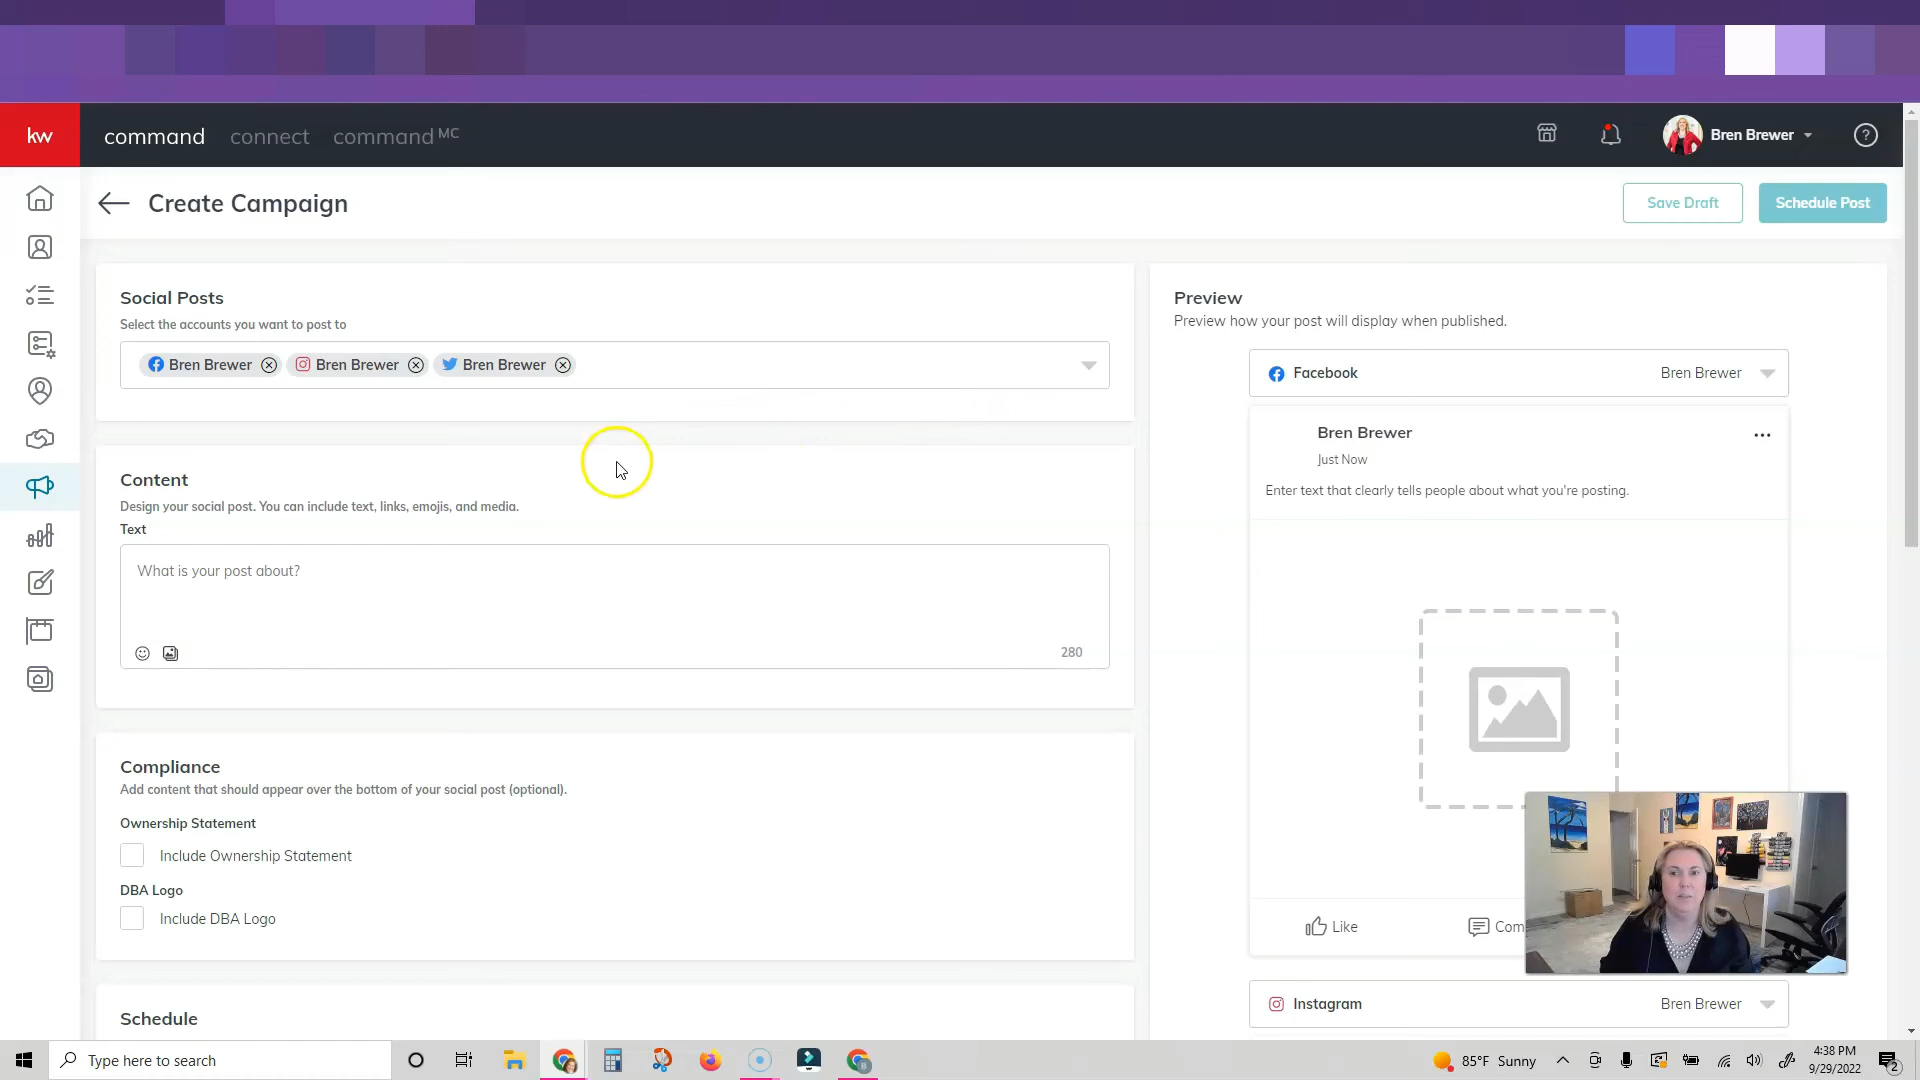 kw
command
connect
command MC
Bren Brewer
Create Campaign
Save Draft
Schedule Post
Social Posts
Select the accounts you want to post to
Bren Brewer
Bren Brewer
Bren Brewer
Content
Design your social post. You can include text, links, emojis, and media.
Text
What is your post about?
280
Compliance
Add content that should appear over the bottom of your social post (optional).
Ownership Statement
Include Ownership Statement
DBA Logo
Include DBA Logo
Schedule
Preview
Preview how your post will display when published.
Facebook
Bren Brewer
Bren Brewer
Just Now
Enter text that clearly tells people about what you're posting.
Like
Com
Instagram
Bren Brewer
Type here to search
85°F Sunny
4:38 PM
9/29/2022
2